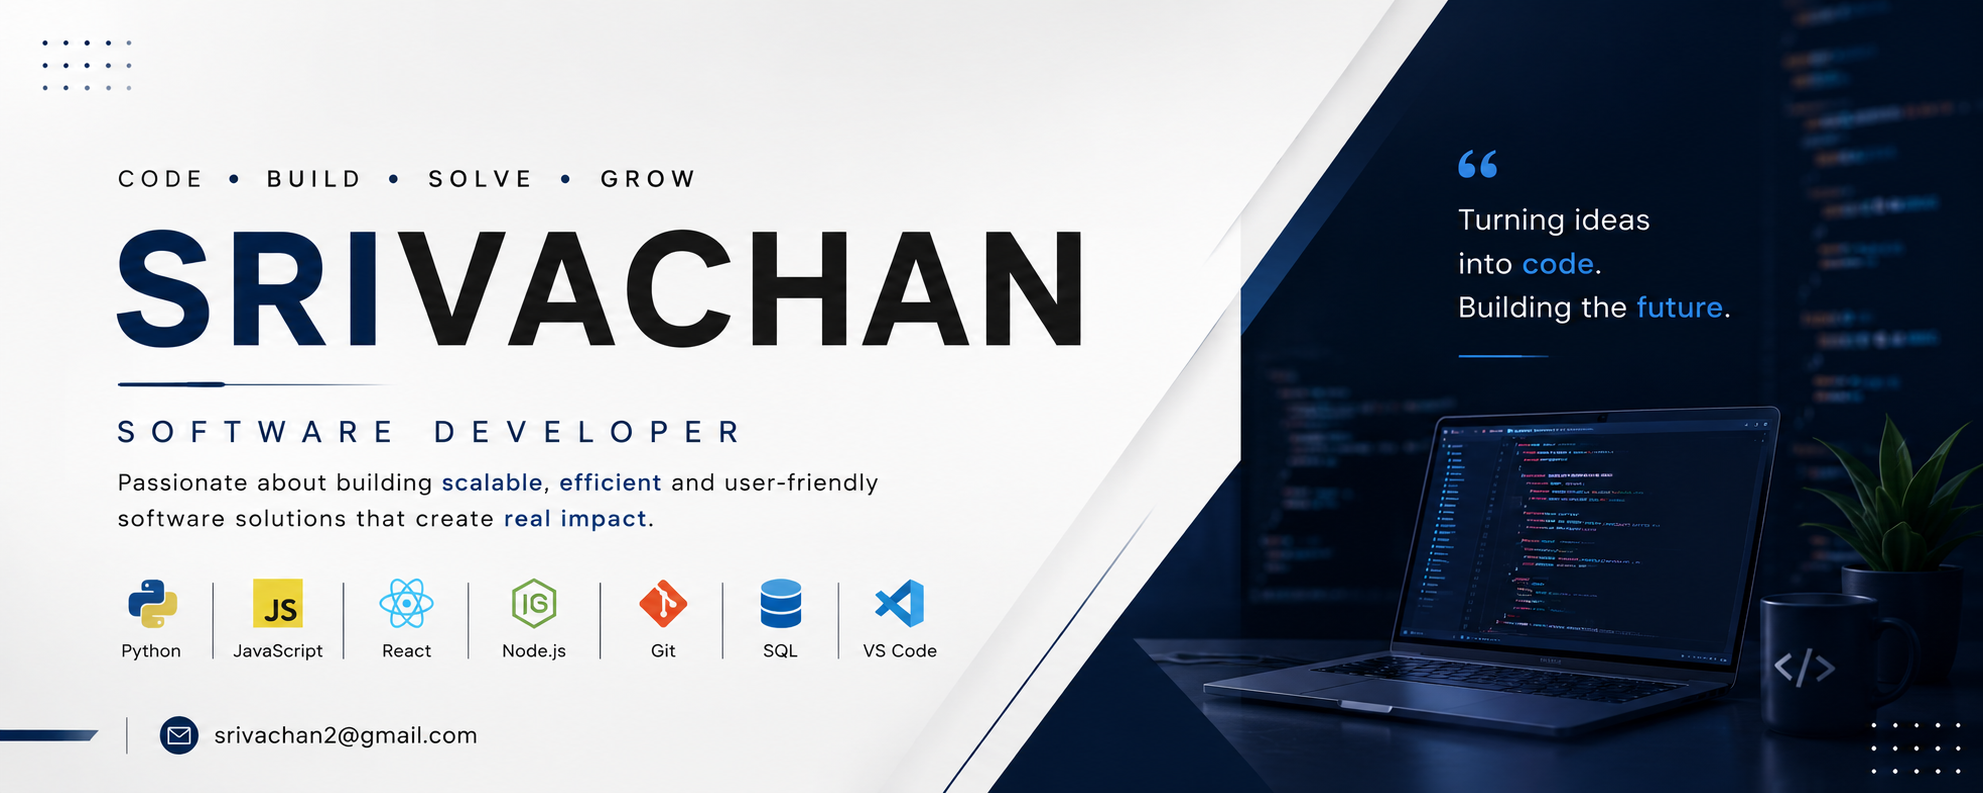 CODE • BUILD • SOLVE • GROW
SRIVACHAN
SOFTWARE DEVELOPER
Passionate about building scalable, efficient and user-friendly
software solutions that create real impact.
JS
Python
JavaScript
React
Node.js
Git
SQL
VS Code
srivachan2@gmail.com
“
Turning ideas
into code.
Building the future.
</>